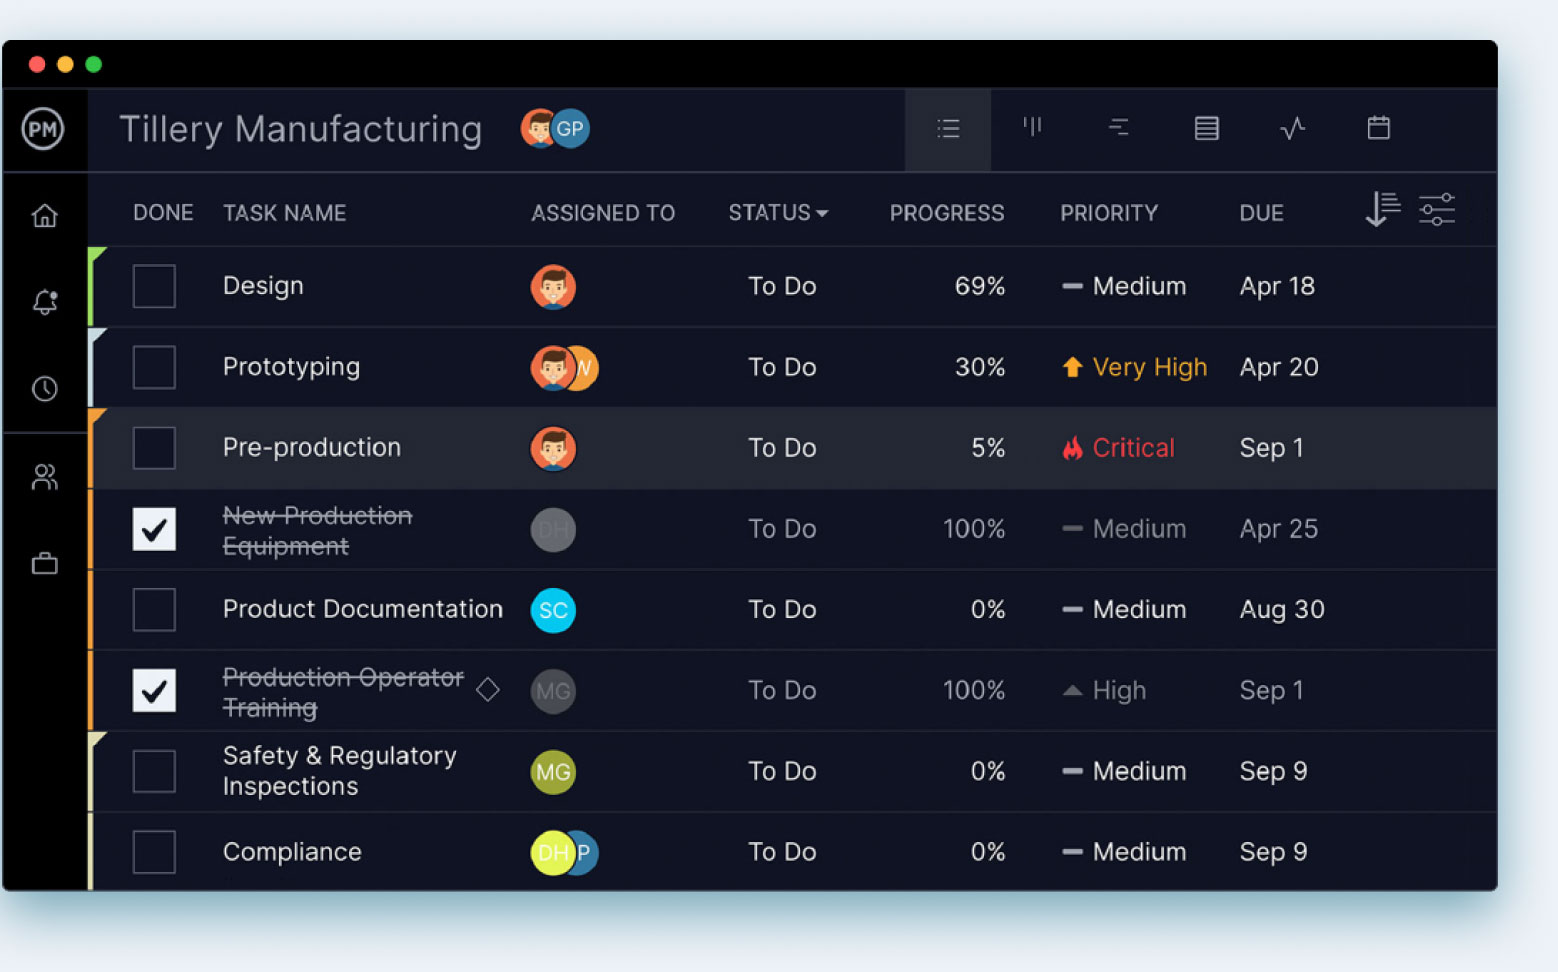 PM
Tillery Manufacturing
GP
DONE TASK NAME ASSIGNED TO STATUS PROGRESS PRIORITY DUE
Design To Do 69% Medium Apr 18
Prototyping To Do 30% Very High Apr 20
Pre-production To Do 5% Critical Sep 1
New Production
Equipment
DH To Do 100% Medium Apr 25
Product Documentation SC To Do 0% Medium Aug 30
Production Operator
Training
MG To Do 100% High Sep 1
Safety & Regulatory
Inspections
MG To Do 0% Medium Sep 9
Compliance DH P To Do 0% Medium Sep 9